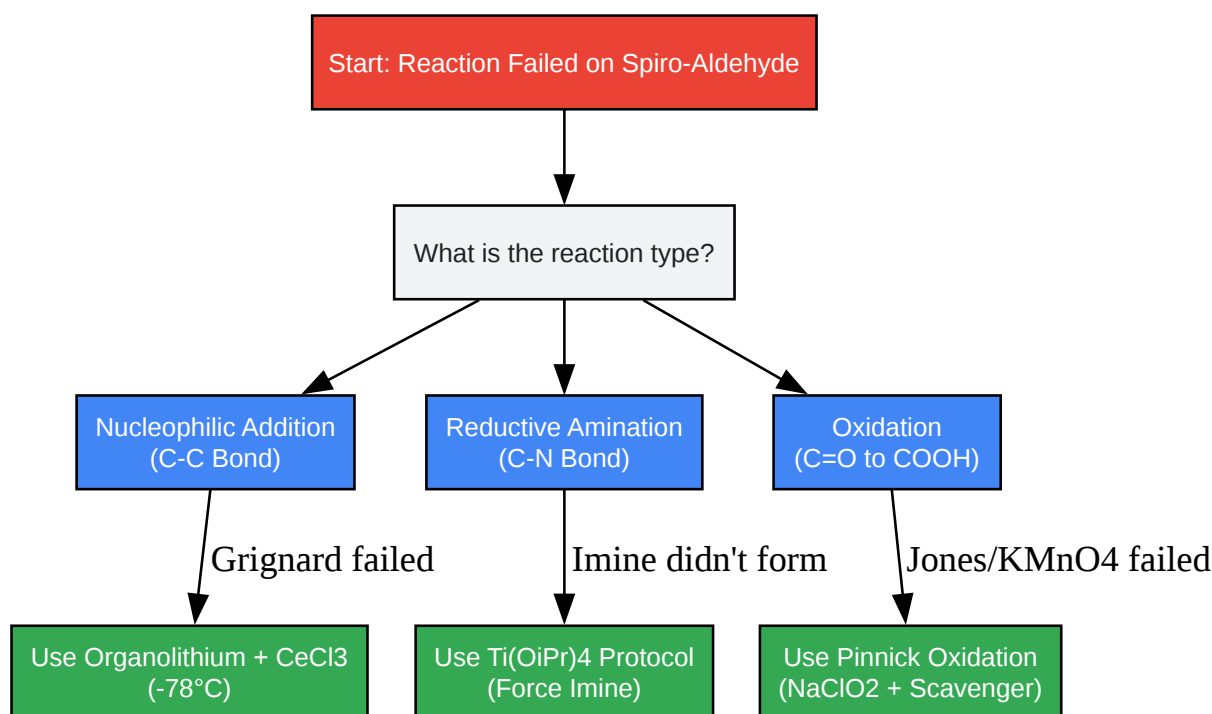 Start: Reaction Failed on Spiro-Aldehyde
What is the reaction type?
Nucleophilic Addition
(C-C Bond)
Reductive Amination
(C-N Bond)
Oxidation
(C=O to COOH)
Grignard failed
Imine didn't form
Jones/KMnO4 failed
Use Organolithium + CeCl3
(-78°C)
Use Ti(OiPr)4 Protocol
(Force Imine)
Use Pinnick Oxidation
(NaClO2 + Scavenger)